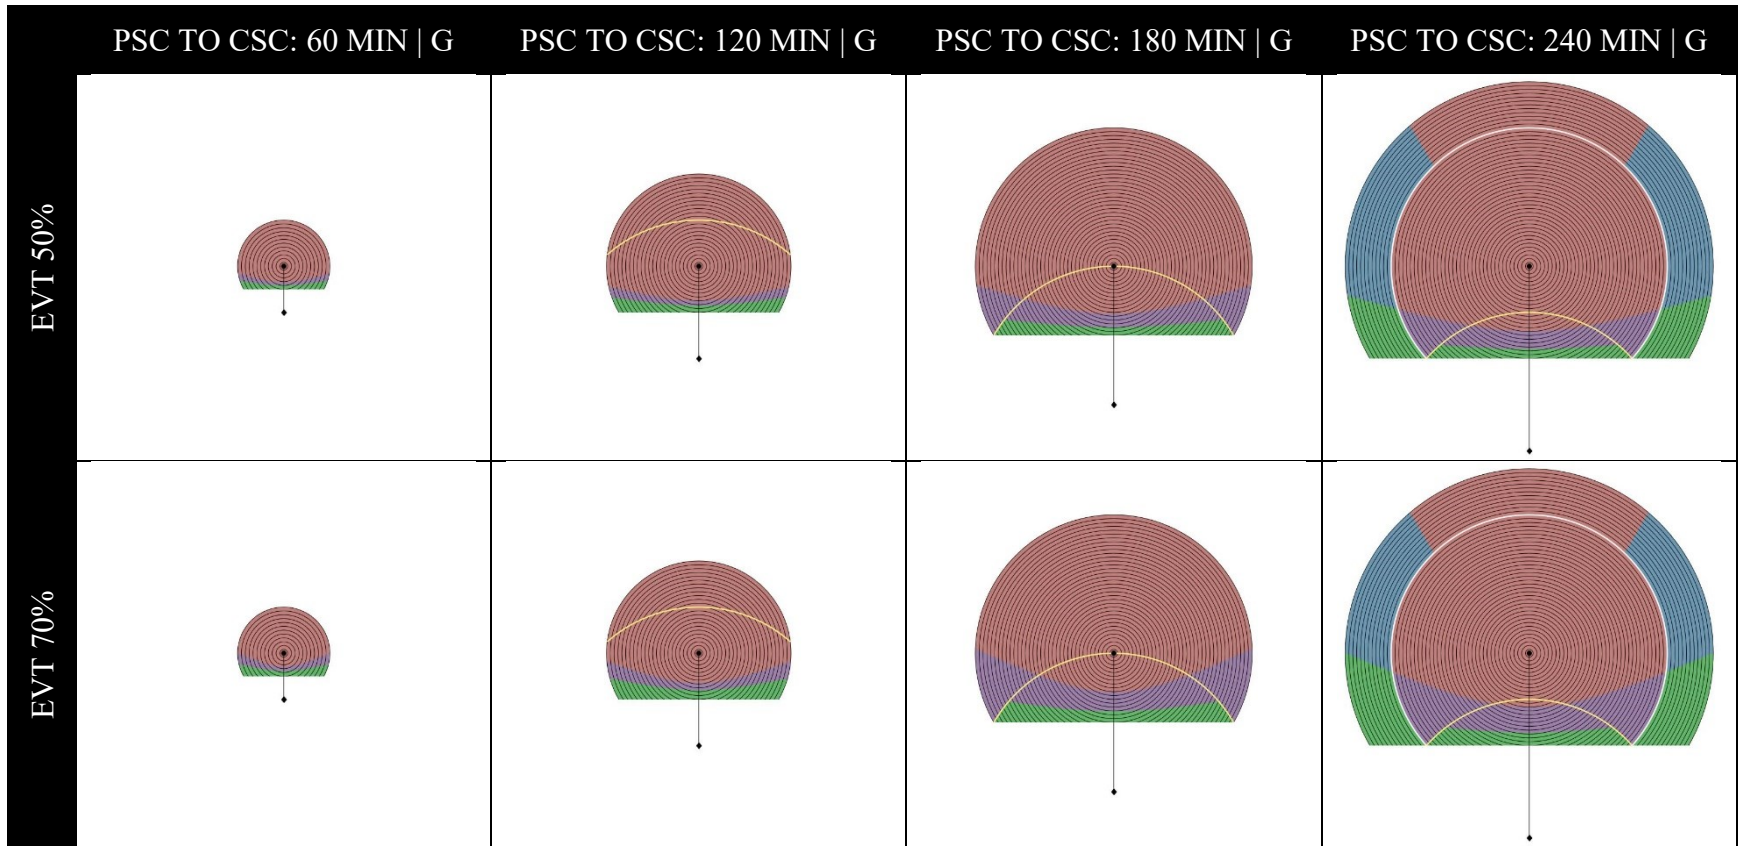 PSC TO CSC: 60 MIN | G
PSC TO CSC: 120 MIN | G
PSC TO CSC: 180 MIN | G
PSC TO CSC: 240 MIN | G
EVT 50%
EVT 70%